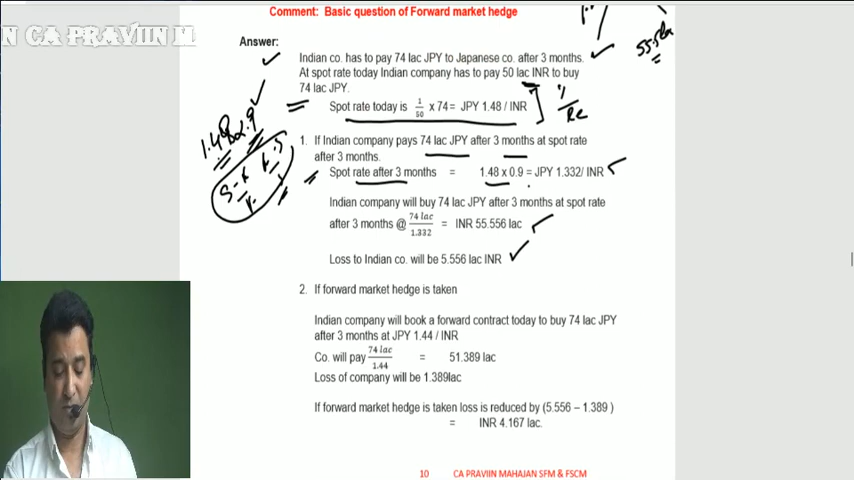 Comment: Basic question of Forward market hedge
N CA PRAVIIN M
Answer:
Indian co. has to pay 74 lac JPY to Japanese co. after 3 months.
At spot rate today Indian company has to pay 50 lac INR to buy
74 lac JPY.
Spot rate today is 1/50 x 74 = JPY 1.48 / INR
1. If Indian company pays 74 lac JPY after 3 months at spot rate
after 3 months.
Spot rate after 3 months = 1.48 x 0.9 = JPY 1.332/ INR
Indian company will buy 74 lac JPY after 3 months at spot rate
after 3 months @ 74 lac/1.332 = INR 55.556 lac
Loss to Indian co. will be 5.556 lac INR
2. If forward market hedge is taken
Indian company will book a forward contract today to buy 74 lac JPY
after 3 months at JPY 1.44 / INR
Co. will pay 74 lac/1.44 = 51.389 lac
Loss of company will be 1.389lac
If forward market hedge is taken loss is reduced by (5.556 – 1.389 )
= INR 4.167 lac.
10 CA PRAVIIN MAHAJAN SFM & FSCM